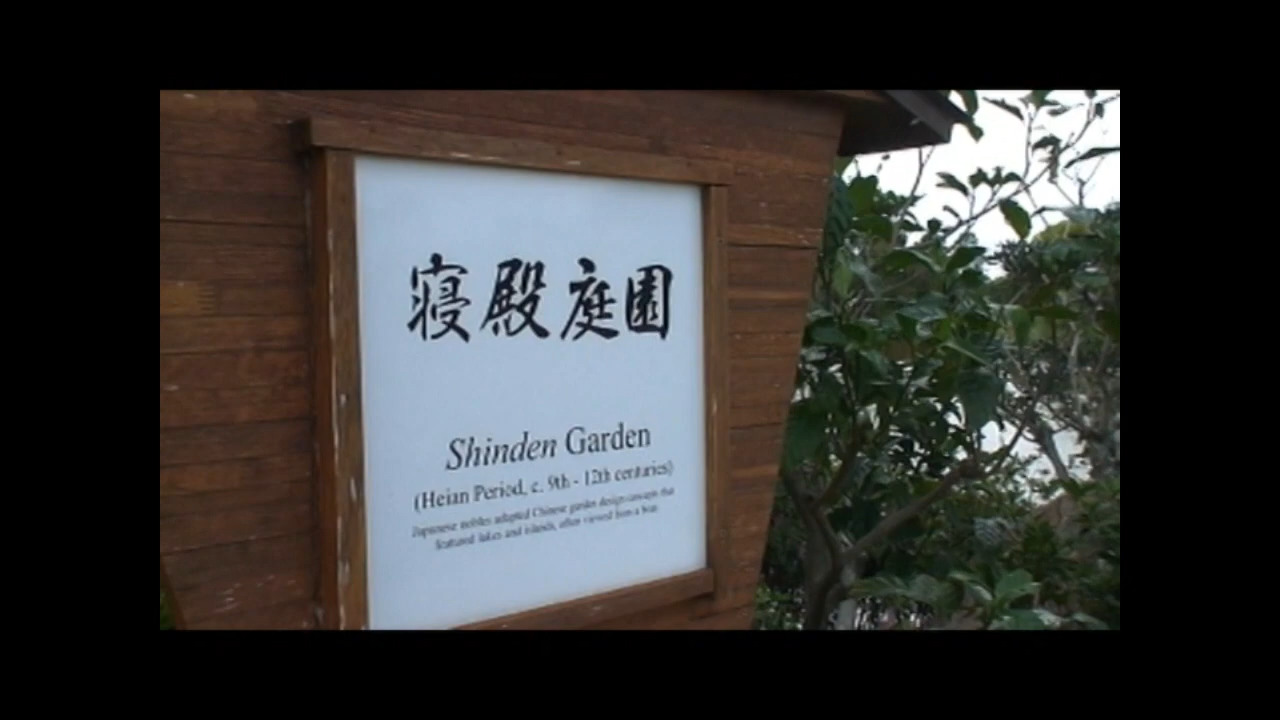 寝殿庭園
Shinden Garden
(Heian Period, c. 9th - 12th centuries)
Japanese nobles adapted Chinese garden design concepts that
featured lakes and islands, often viewed from a boat.